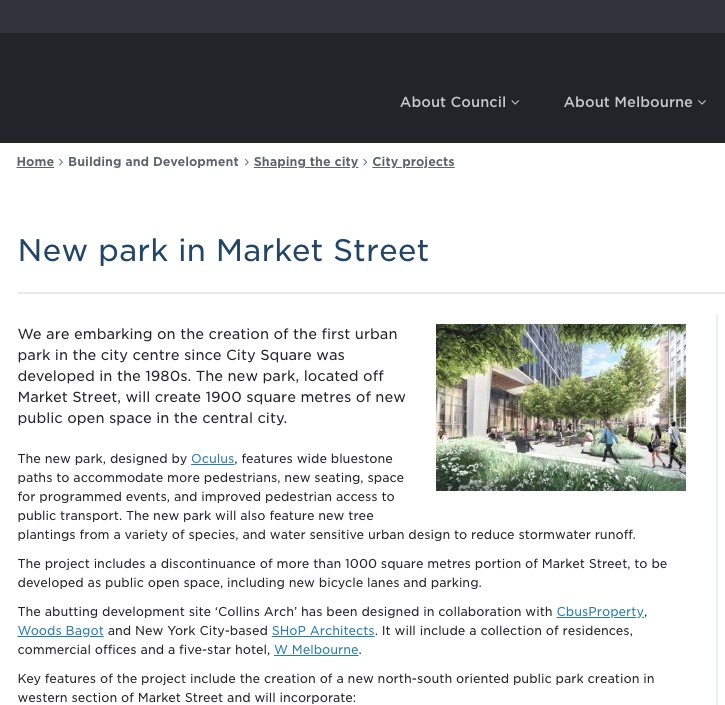 About Council
About Melbourne
Home > Building and Development > Shaping the city > City projects
New park in Market Street
We are embarking on the creation of the first urban
park in the city centre since City Square was
developed in the 1980s. The new park, located off
Market Street, will create 1900 square metres of new
public open space in the central city.
The new park, designed by Oculus, features wide bluestone
paths to accommodate more pedestrians, new seating, space
for programmed events, and improved pedestrian access to
public transport. The new park will also feature new tree
plantings from a variety of species, and water sensitive urban design to reduce stormwater runoff.
The project includes a discontinuance of more than 1000 square metres portion of Market Street, to be
developed as public open space, including new bicycle lanes and parking.
The abutting development site ‘Collins Arch’ has been designed in collaboration with CbusProperty,
Woods Bagot and New York City-based SHoP Architects. It will include a collection of residences,
commercial offices and a five-star hotel, W Melbourne.
Key features of the project include the creation of a new north-south oriented public park creation in
western section of Market Street and will incorporate: